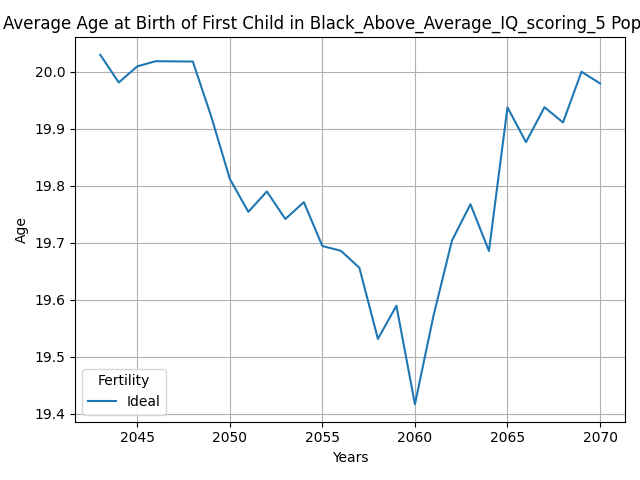 Average Age at Birth of First Child in Black_Above_Average_IQ_scoring_5 Pop
20.0
19.9
19.8
19.7
19.6
19.5
19.4
Age
Fertility
Ideal
2045 2050 2055 2060 2065 2070
Years